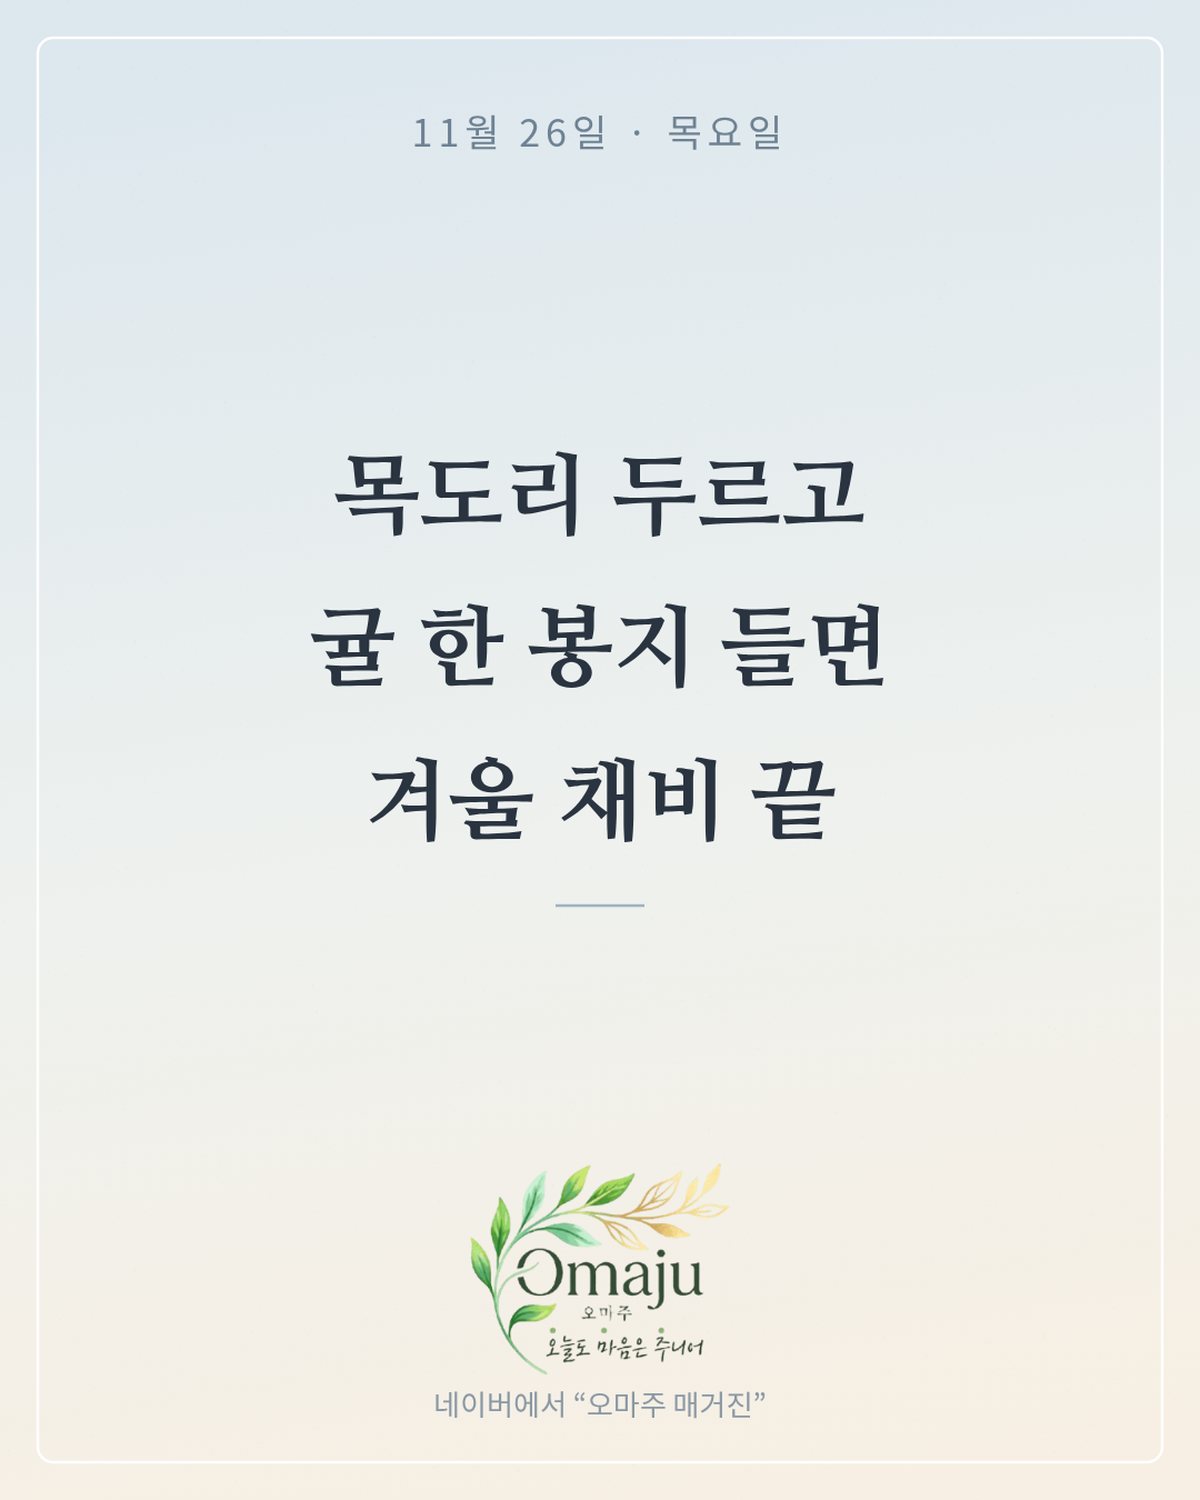 11월 26일 · 목요일
목도리 두르고
귤 한 봉지 들면
겨울 채비 끝
Omaju
오마주
오늘도 마음은 주니어
네이버에서 “오마주 매거진”